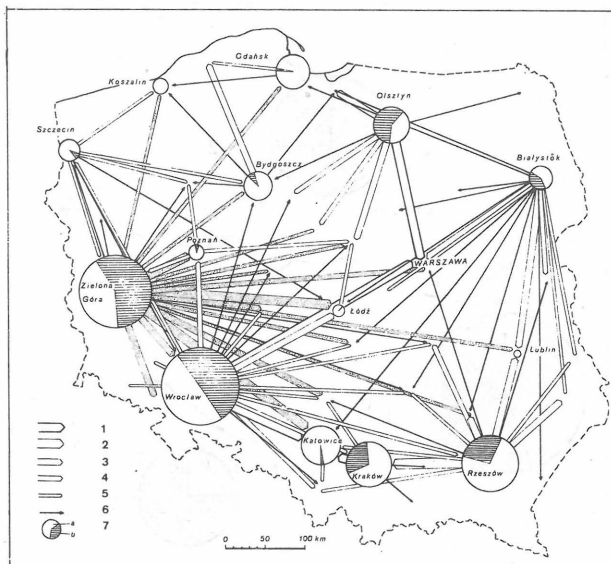 Gdańsk
Koszalin
Olsztyn
Szczecin
Bydgoszcz
Białystók
Poznań
WARSZAWA
Zielona
Góra
Łódź
Lublin
Wrocław
Katowice
Kraków
Rzeszów
1
2
3
4
5
6
a
7
b
0 50 100 km